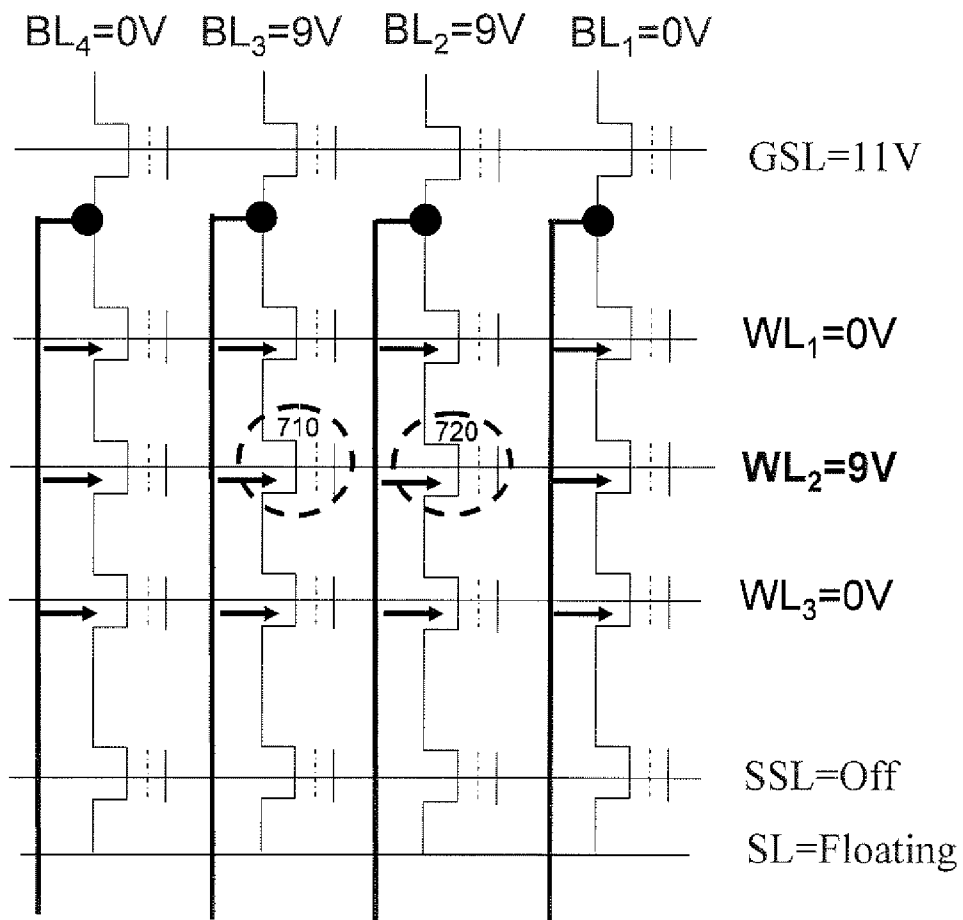 BL₄=0V BL₃=9V BL₂=9V BL₁=0V
GSL=11V
WL₁=0V
710 720
WL₂=9V
WL₃=0V
SSL=Off
SL=Floating